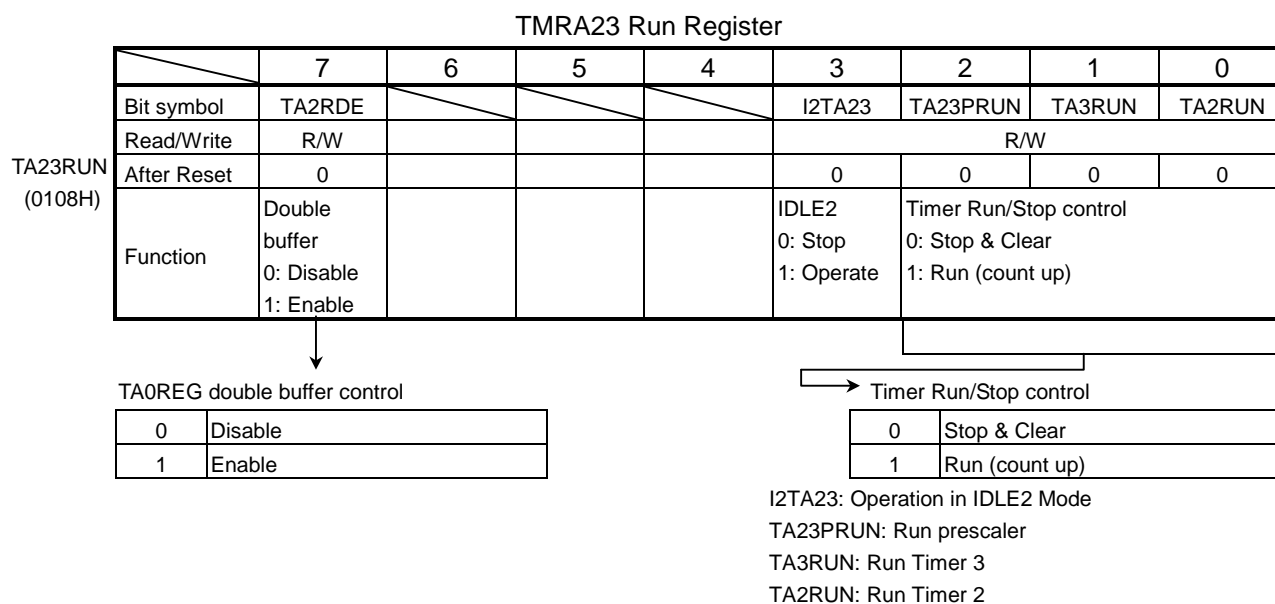 TMRA23 Run Register
7 6 5 4 3 2 1 0
Bit symbol TA2RDE I2TA23 TA23PRUN TA3RUN TA2RUN
Read/Write R/W R/W
TA23RUN
(0108H)
After Reset 0 0 0 0 0
Function
Double
buffer
0: Disable
1: Enable
IDLE2
0: Stop
1: Operate
Timer Run/Stop control
0: Stop & Clear
1: Run (count up)
TA0REG double buffer control
0 Disable
1 Enable
Timer Run/Stop control
0 Stop & Clear
1 Run (count up)
I2TA23: Operation in IDLE2 Mode
TA23PRUN: Run prescaler
TA3RUN: Run Timer 3
TA2RUN: Run Timer 2